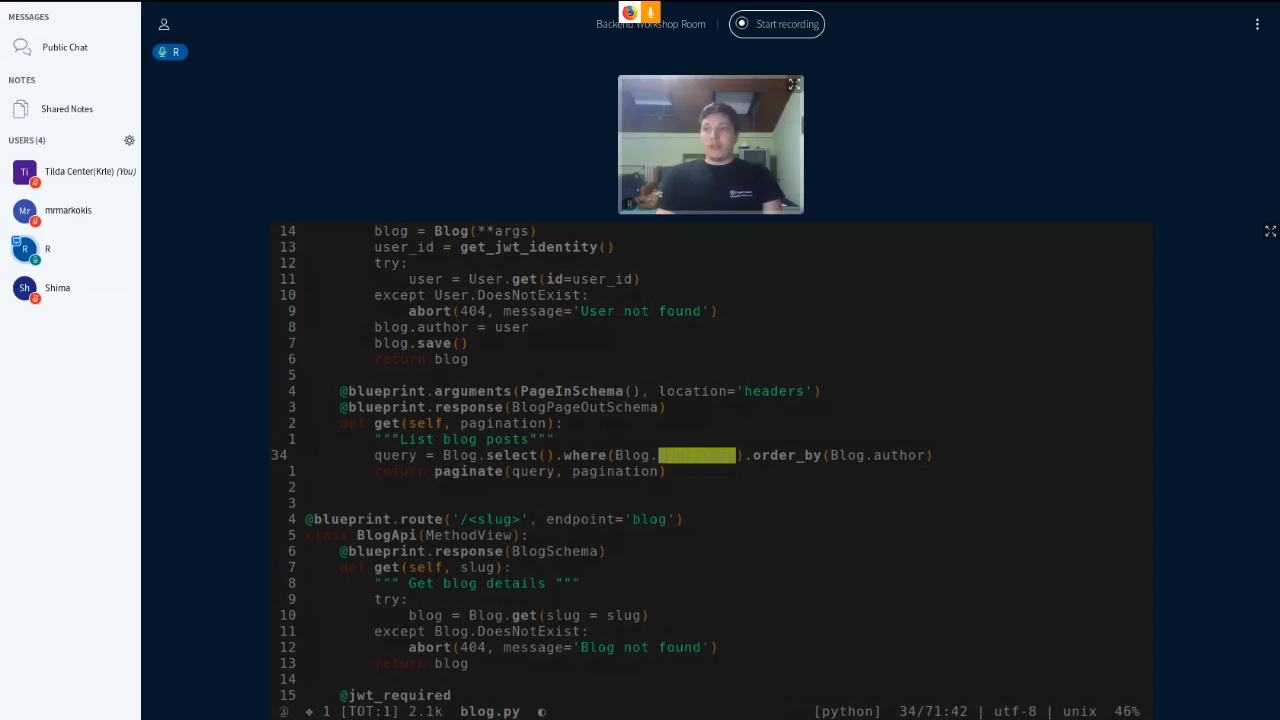 MESSAGES
Public Chat
NOTES
Shared Notes
USERS (4)
Ti Tilda Center(Krle) (You)
Mr mrmarkokis
R R
Sh Shima
Backend Workshop Room
Start recording
R
R
14 blog = Blog(**args)
13 user_id = get_jwt_identity()
12 try:
11 user = User.get(id=user_id)
10 except User.DoesNotExist:
9 abort(404, message='User not found')
8 blog.author = user
7 blog.save()
6 return blog
5
4 @blueprint.arguments(PageInSchema(), location='headers')
3 @blueprint.response(BlogPageOutSchema)
2 def get(self, pagination):
1 """List blog posts"""
34 query = Blog.select().where(Blog.).order_by(Blog.author)
1 return paginate(query, pagination)
2
3
4 @blueprint.route('/<slug>', endpoint='blog')
5 class BlogApi(MethodView):
6 @blueprint.response(BlogSchema)
7 def get(self, slug):
8 """ Get blog details """
9 try:
10 blog = Blog.get(slug = slug)
11 except Blog.DoesNotExist:
12 abort(404, message='Blog not found')
13 return blog
14
15 @jwt_required
③ ❖ 1 [TOT:1] 2.1k blog.py [python] 34/71:42 | utf-8 | unix 46%